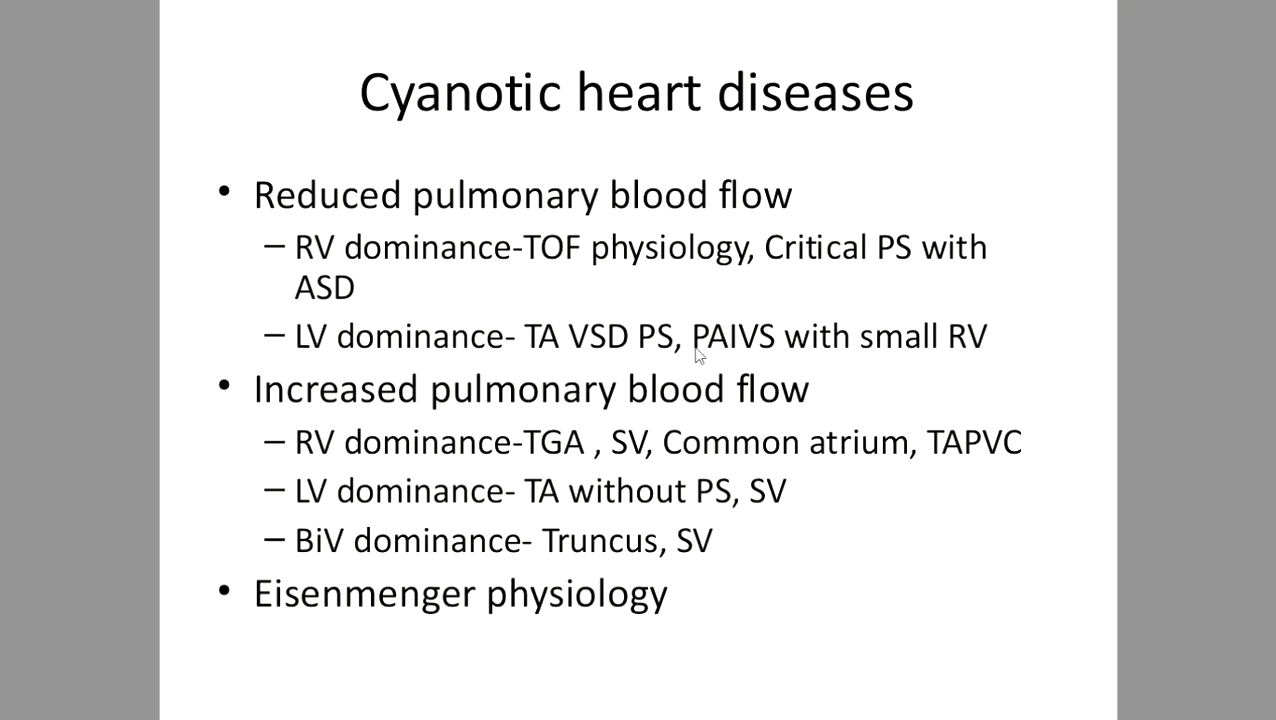 Cyanotic heart diseases
• Reduced pulmonary blood flow
– RV dominance-TOF physiology, Critical PS with
ASD
– LV dominance- TA VSD PS, PAIVS with small RV
• Increased pulmonary blood flow
– RV dominance-TGA , SV, Common atrium, TAPVC
– LV dominance- TA without PS, SV
– BiV dominance- Truncus, SV
• Eisenmenger physiology